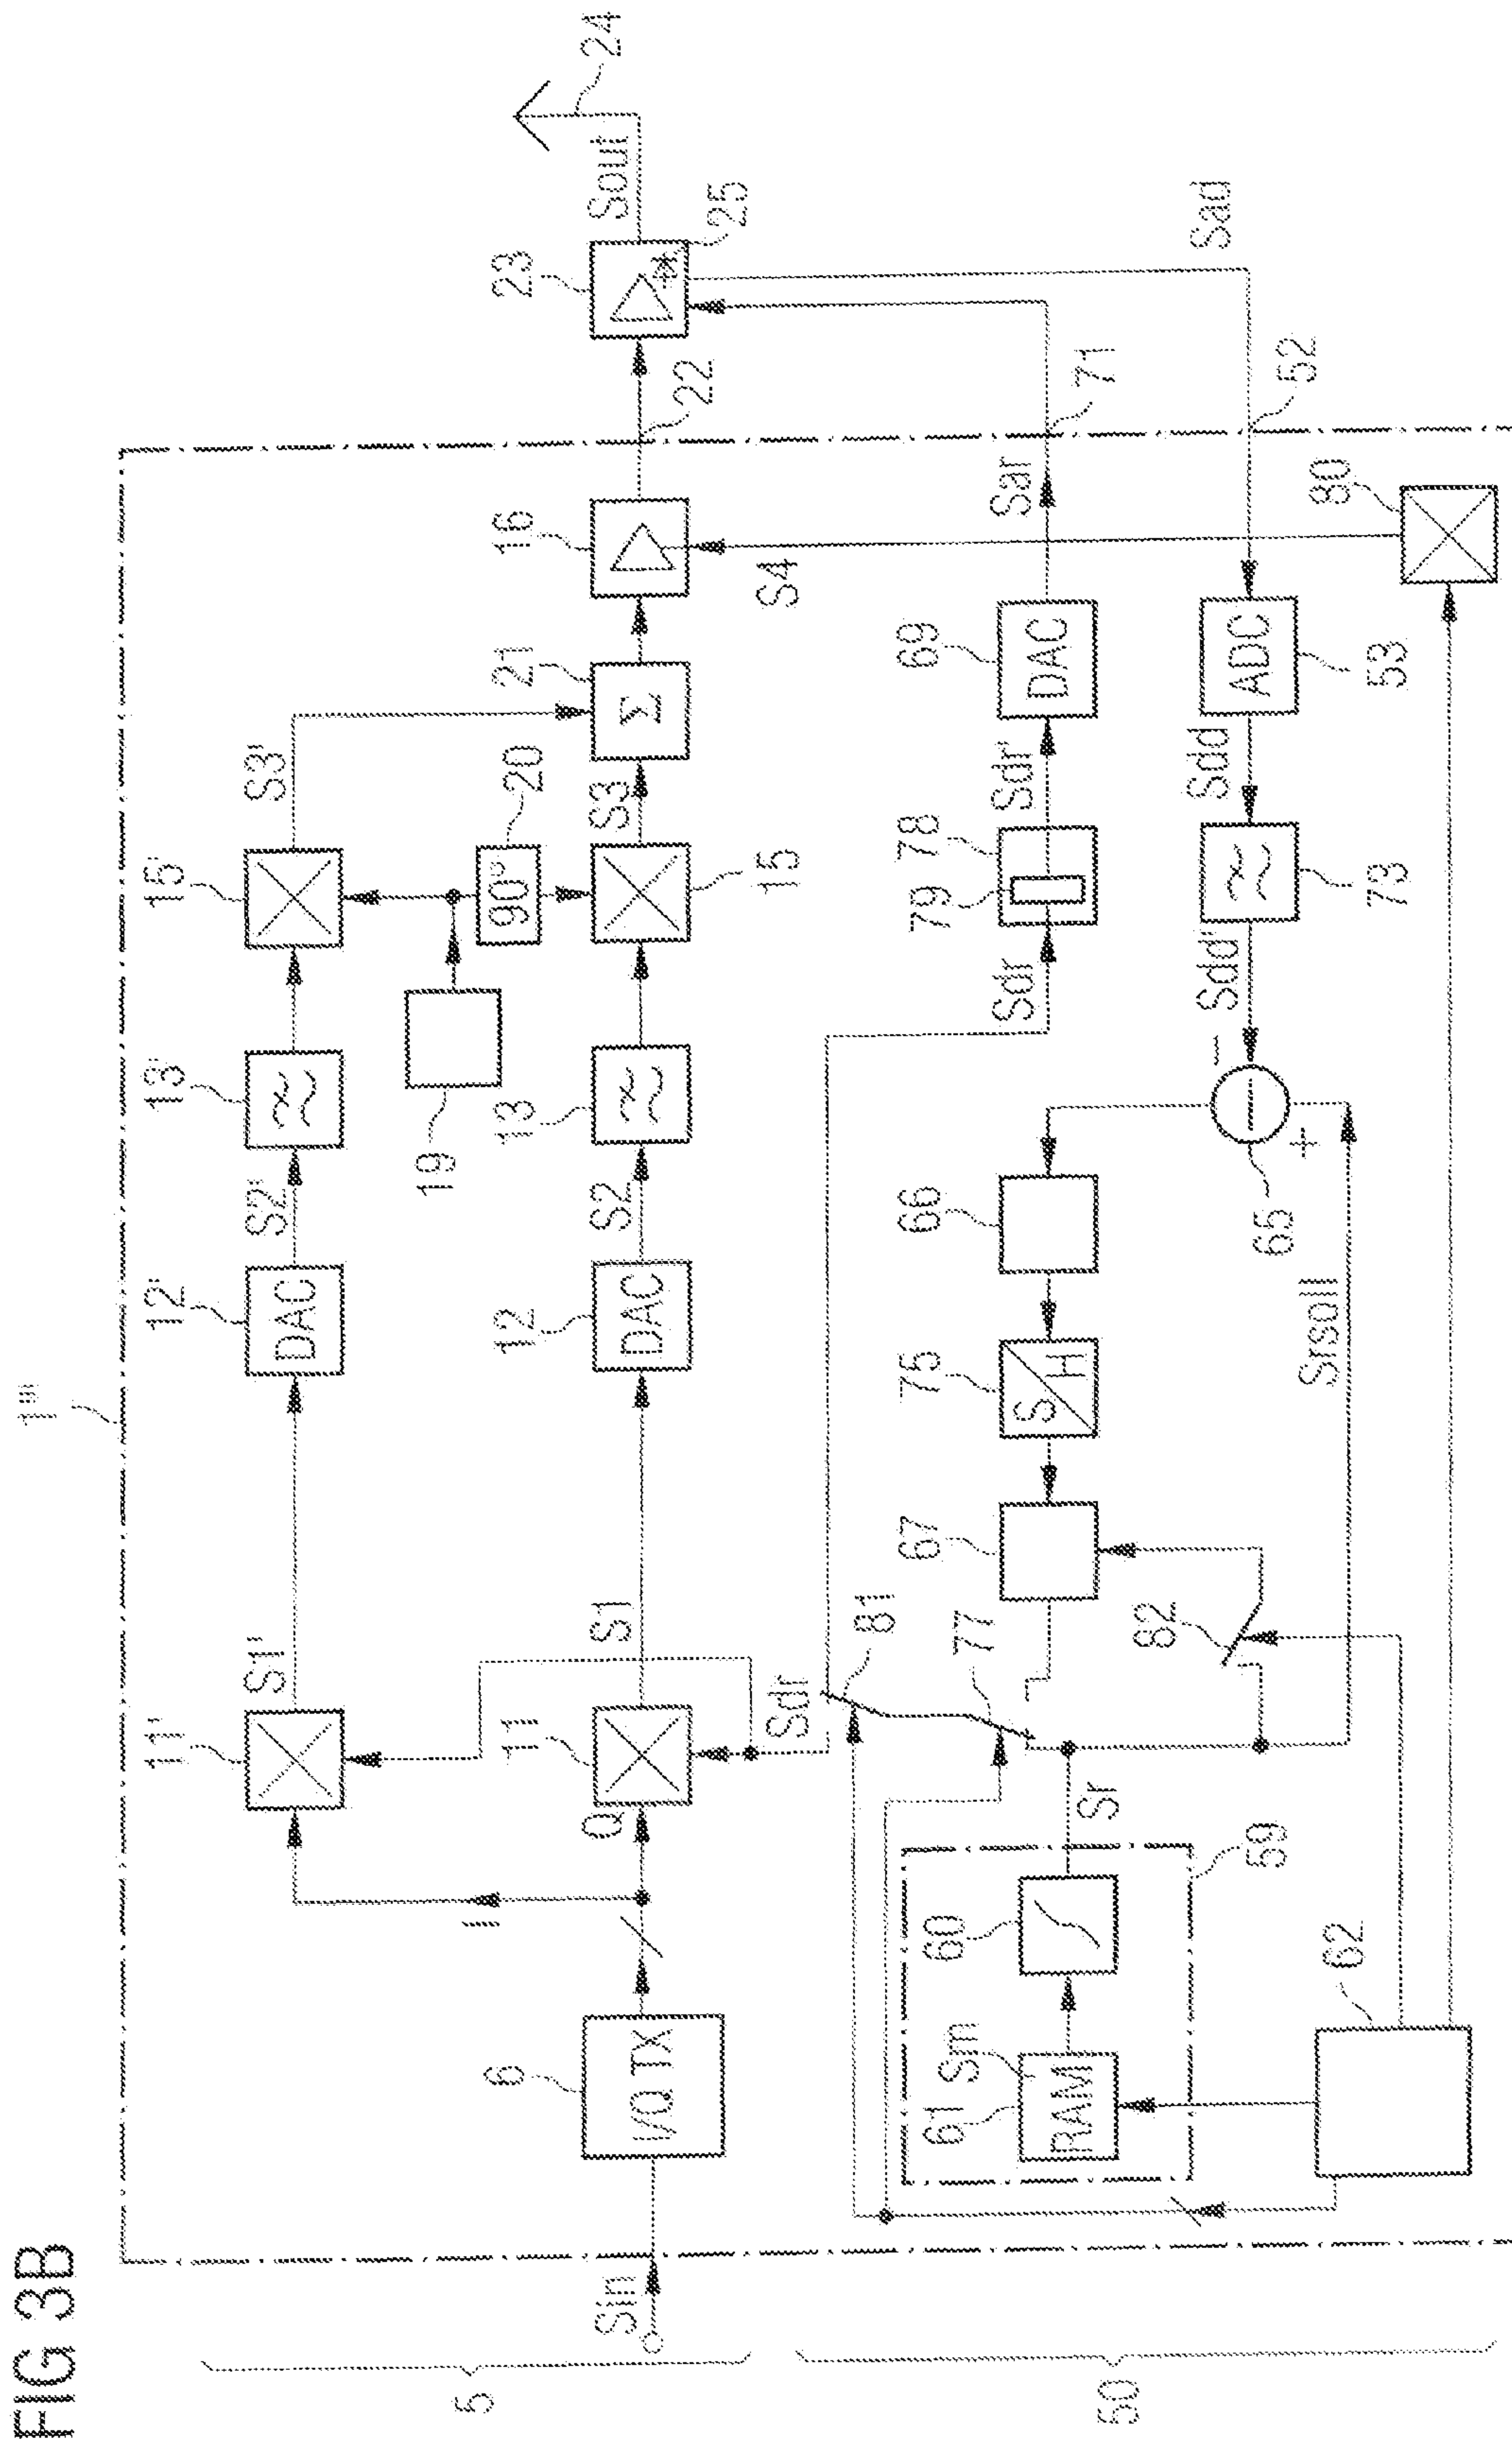 FIG 3B
1'''
5
50
Sin
6
I/Q TX
I
Q
11'
11
S1'
S1
12'
DAC
12
DAC
S2'
S2
13'
13
19
15'
90°
20
15
S3'
S3
21
Σ
16
S4
22
23
25
Sout
24
Sdr
81
77
67
75
S
H
66
Sdr
79
78
Sdr'
69
DAC
Sar
71
59
60
61
Sm
RAM
Sr
62
82
Srsoll
65
+
−
Sdd'
73
Sdd
ADC
53
52
Sad
80